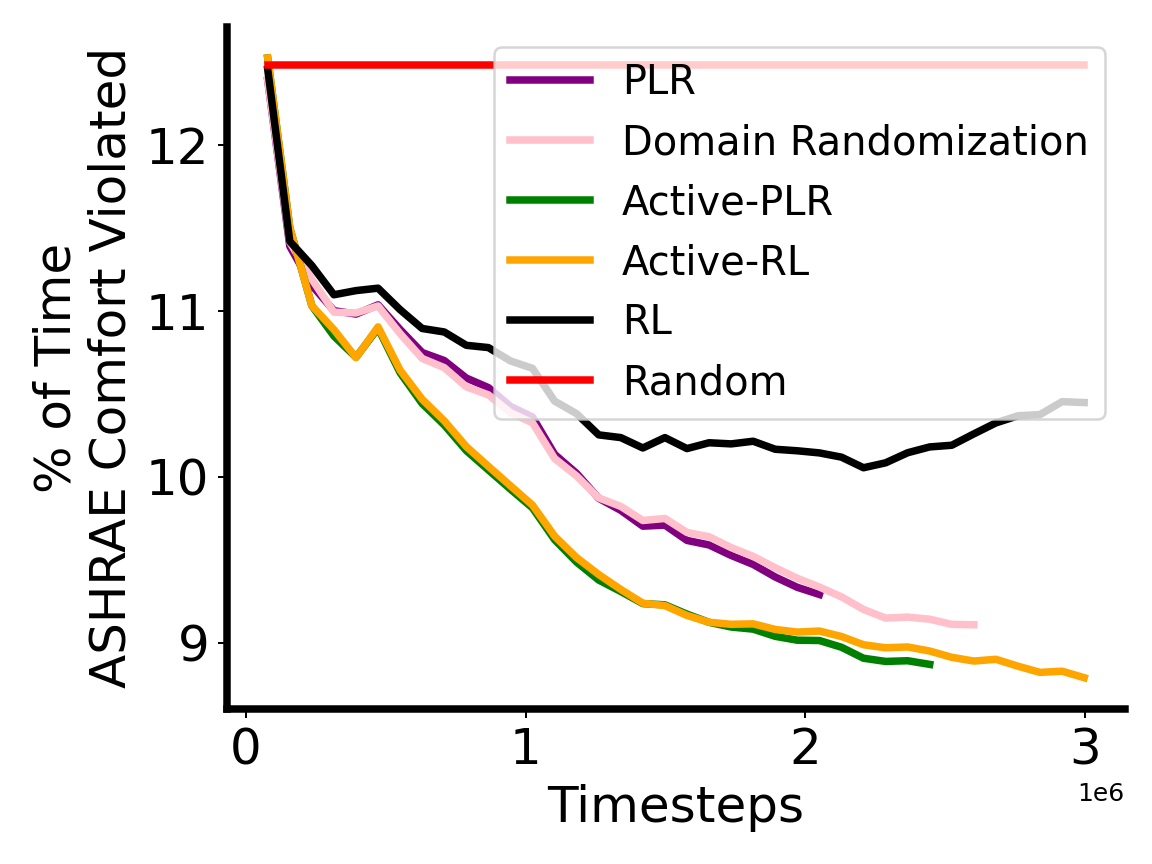 % of Time
ASHRAE Comfort Violated
12
11
10
9
PLR
Domain Randomization
Active-PLR
Active-RL
RL
Random
0
1
2
3
1e6
Timesteps